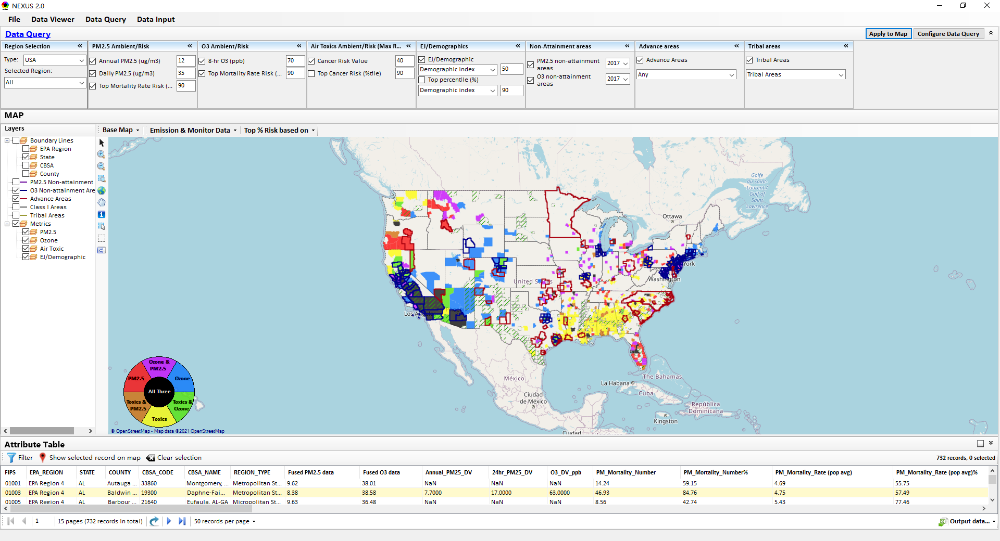 NEXUS 2.0
File Data Viewer Data Query Data Input
Data Query
Apply to Map Configure Data Query
Region Selection
Type: USA
Selected Region:
All
PM2.5 Ambient/Risk
Annual PM2.5 (ug/m3) 12
Daily PM2.5 (ug/m3) 35
Top Mortality Rate Risk (... 90
O3 Ambient/Risk
8-hr O3 (ppb) 70
Top Mortality Rate Risk (... 90
Air Toxics Ambient/Risk (Max R...
Cancer Risk Value 40
Top Cancer Risk (%tile) 90
EJ/Demographics
EJ/Demographic
Demographic index 50
Top percentile (%)
Demographic index 90
Non-Attainment areas
PM2.5 non-attainment areas 2017
O3 non-attainment areas 2017
Advance areas
Advance Areas
Any
Tribal areas
Tribal Areas
Tribal Areas
MAP
Layers
Base Map Emission & Monitor Data Top % Risk based on
Boundary Lines
EPA Region
State
CBSA
County
PM2.5 Non-attainment
O3 Non-attainment Are
Advance Areas
Class I Areas
Tribal Areas
Metrics
PM2.5
Ozone
Air Toxic
EJ/Demographic
Golfe
du Saint-
Laurent /
Gulf of
Saint
Lawrence
Ottawa
York
Washington
United States
Los
México
Ciudad
de México
La Habana
The Bahamas
Cuba
República
Dominicana
Kingston
Ciudad
Ozone &
PM2.5
PM2.5
Ozone
All Three
Toxics &
PM2.5
Toxics &
Ozone
Toxics
© OpenStreetMap - Map data ©2021 OpenStreetMap
Attribute Table
Filter Show selected record on map Clear selection
732 records, 0 selected
FIPS EPA_REGION STATE COUNTY CBSA_CODE CBSA_NAME REGION_TYPE Fused PM2.5 data Fused O3 data Annual_PM25_DV 24hr_PM25_DV O3_DV_ppb PM_Mortality_Number PM_Mortality_Number% PM_Mortality_Rate (pop avg) PM_Mortality_Rate (pop avg)%
01001 EPA Region 4 AL Autauga ... 33860 Montgomery, ... Metropolitan St... 9.62 38.01 NaN NaN NaN 14.24 59.15 4.69 55.75
01003 EPA Region 4 AL Baldwin ... 19300 Daphne-Fai... Metropolitan St... 8.38 38.58 7.7000 17.0000 63.0000 46.93 84.76 4.75 57.49
01005 EPA Region 4 AL Barbour ... 21640 Eufaula, AL-GA Micropolitan St... 9.63 36.48 NaN NaN NaN 8.56 42.74 5.43 77.46
1 15 pages (732 records in total) 50 records per page
Output data...